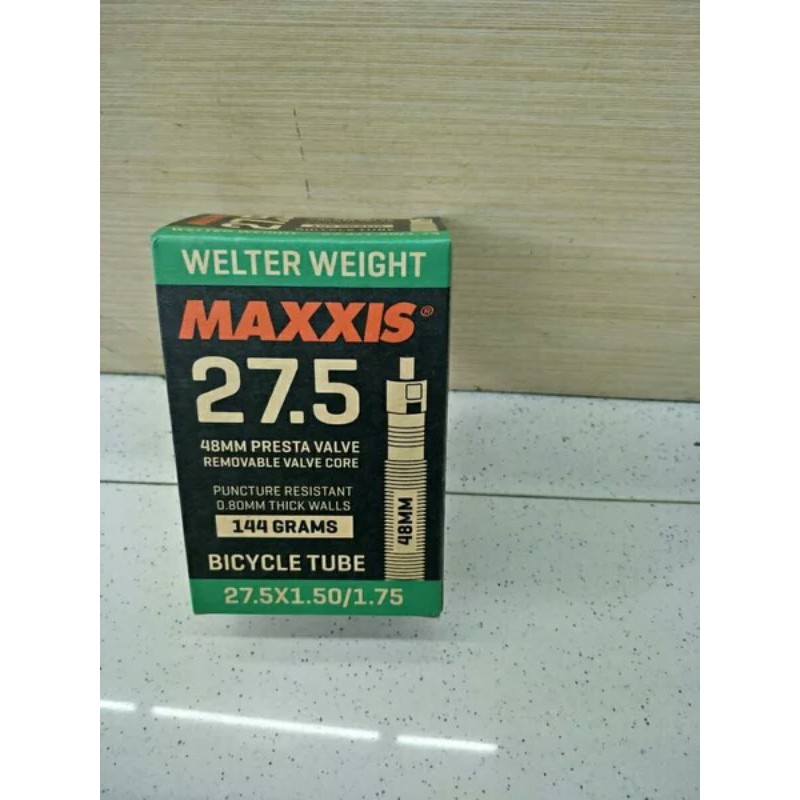 WELTER WEIGHT
MAXXIS®
27.5
48MM PRESTA VALVE
REMOVABLE VALVE CORE
PUNCTURE RESISTANT
0.80MM THICK WALLS
144 GRAMS
48MM
BICYCLE TUBE
27.5X1.50/1.75